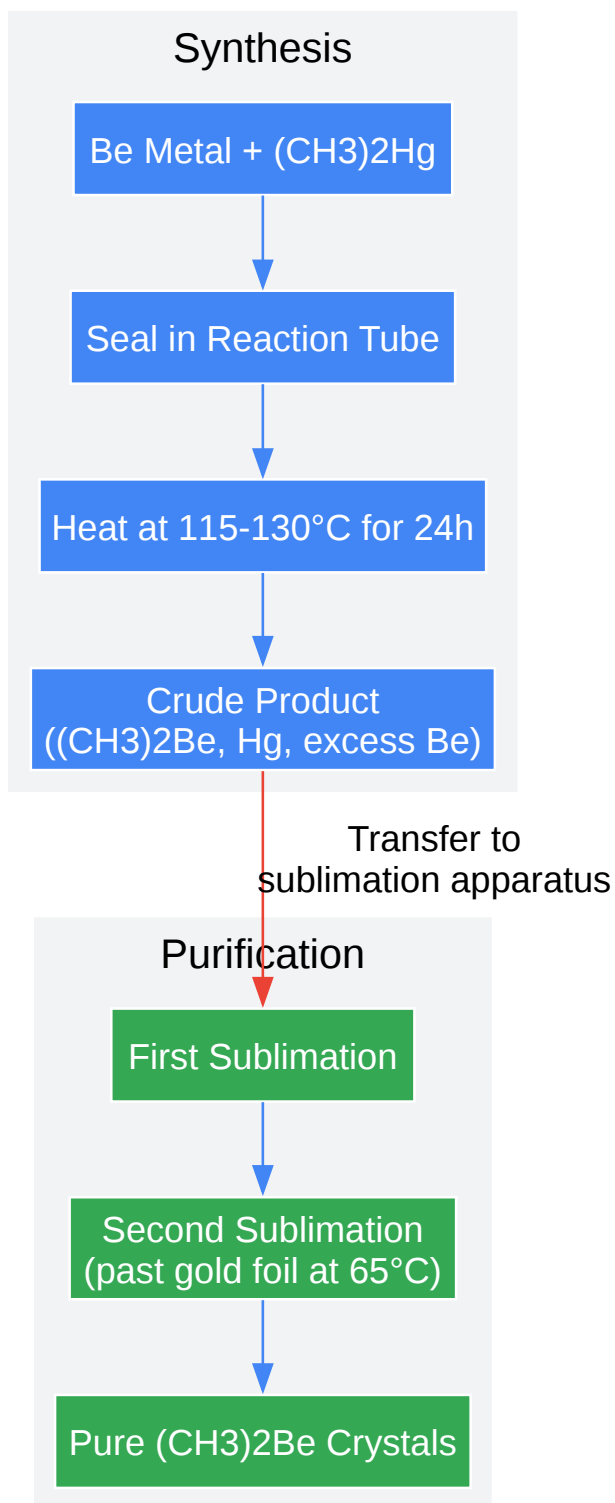 Synthesis
Be Metal + (CH3)2Hg
Seal in Reaction Tube
Heat at 115-130°C for 24h
Crude Product
((CH3)2Be, Hg, excess Be)
Transfer to
sublimation apparatus
Purification
First Sublimation
Second Sublimation
(past gold foil at 65°C)
Pure (CH3)2Be Crystals